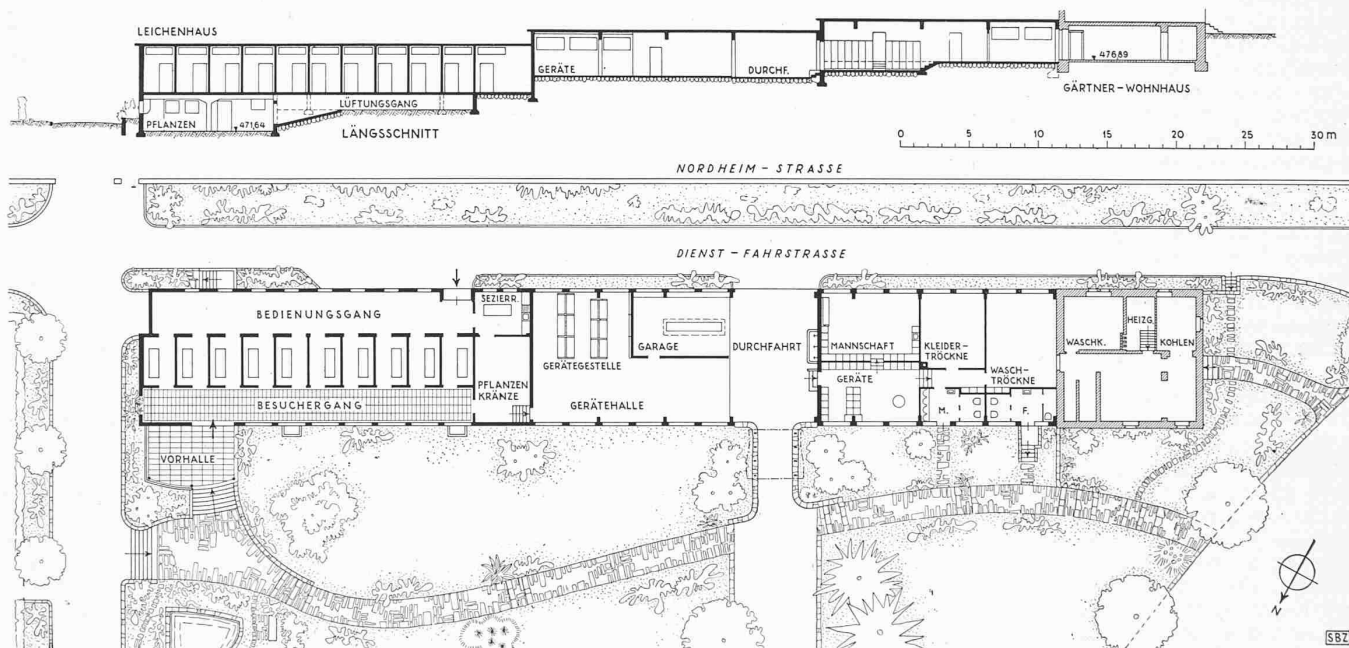 LEICHENHAUS
GERÄTE
DURCHF.
47689
GÄRTNER-WOHNHAUS
PFLANZEN
47164
LÜFTUNGSGANG
LÄNGSSCHNITT
0 5 10 15 20 25 30 m
NORDHEIM-STRASSE
DIENST-FAHRSTRASSE
BEDIENUNGSGANG
SEZIERR.
GERÄTEGESTELLE
GARAGE
DURCHFAHRT
MANNSCHAFT
KLEIDER-
TRÖCKNE
WASCH-
TRÖCKNE
WASCHK.
HEIZG.
KOHLEN
PFLANZEN
KRÄNZE
GERÄTEHALLE
GERÄTE
BESUCHERGANG
M.
F.
VORHALLE
N
SBZ